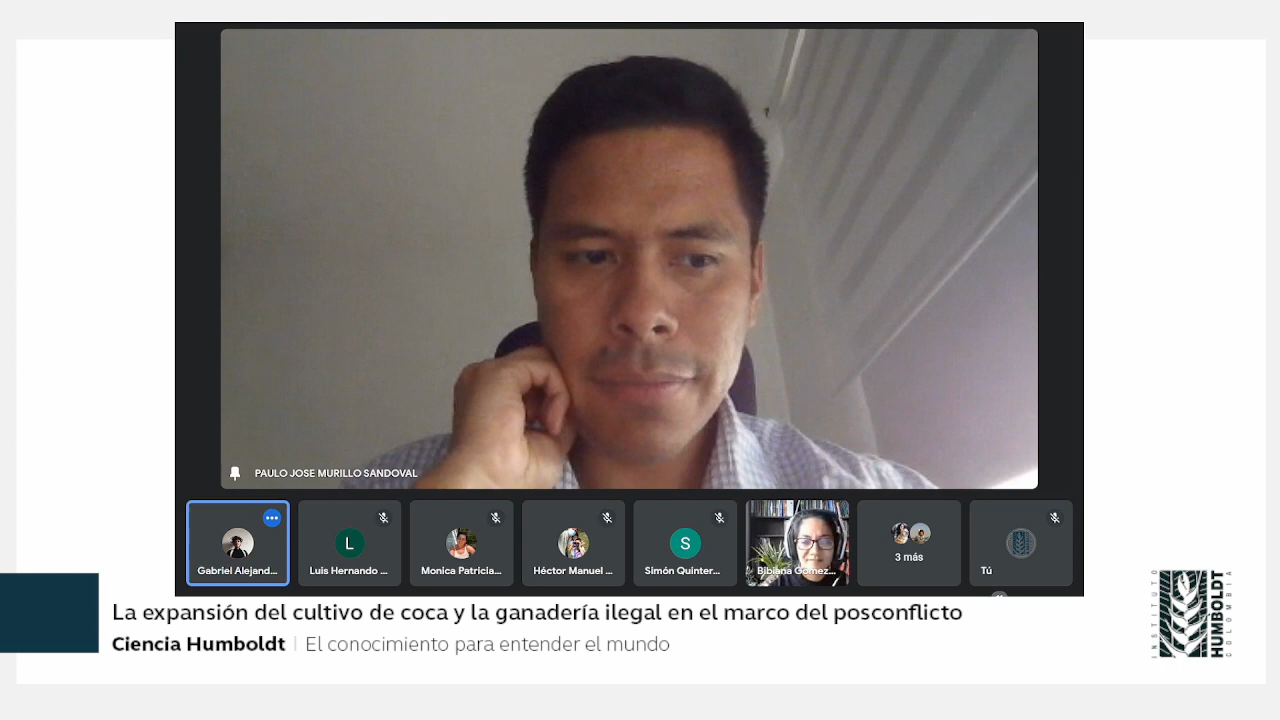 PAULO JOSE MURILLO SANDOVAL
Gabriel Alejand...
L
Luis Hernando ...
Monica Patricia...
Héctor Manuel ...
S
Simón Quinter...
Bibiana Gomez...
3 más
Tú
La expansión del cultivo de coca y la ganadería ilegal en el marco del posconflicto
Ciencia Humboldt | El conocimiento para entender el mundo
INSTITUTO
HUMBOLDT
COLOMBIA